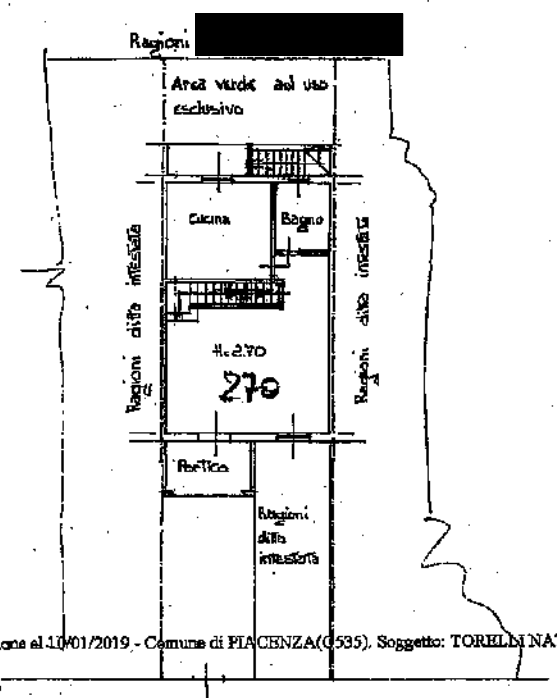 Ragioni
Area verde ad uso
esclusivo
Cucina
Bagno
Ragioni ditta intestata
Ragioni ditta intestata
H=2.70
270
Portico
Ragioni
ditta
intestata
one al 10/01/2019 - Comune di PIACENZA(G535). Soggetto: TORELLI NA